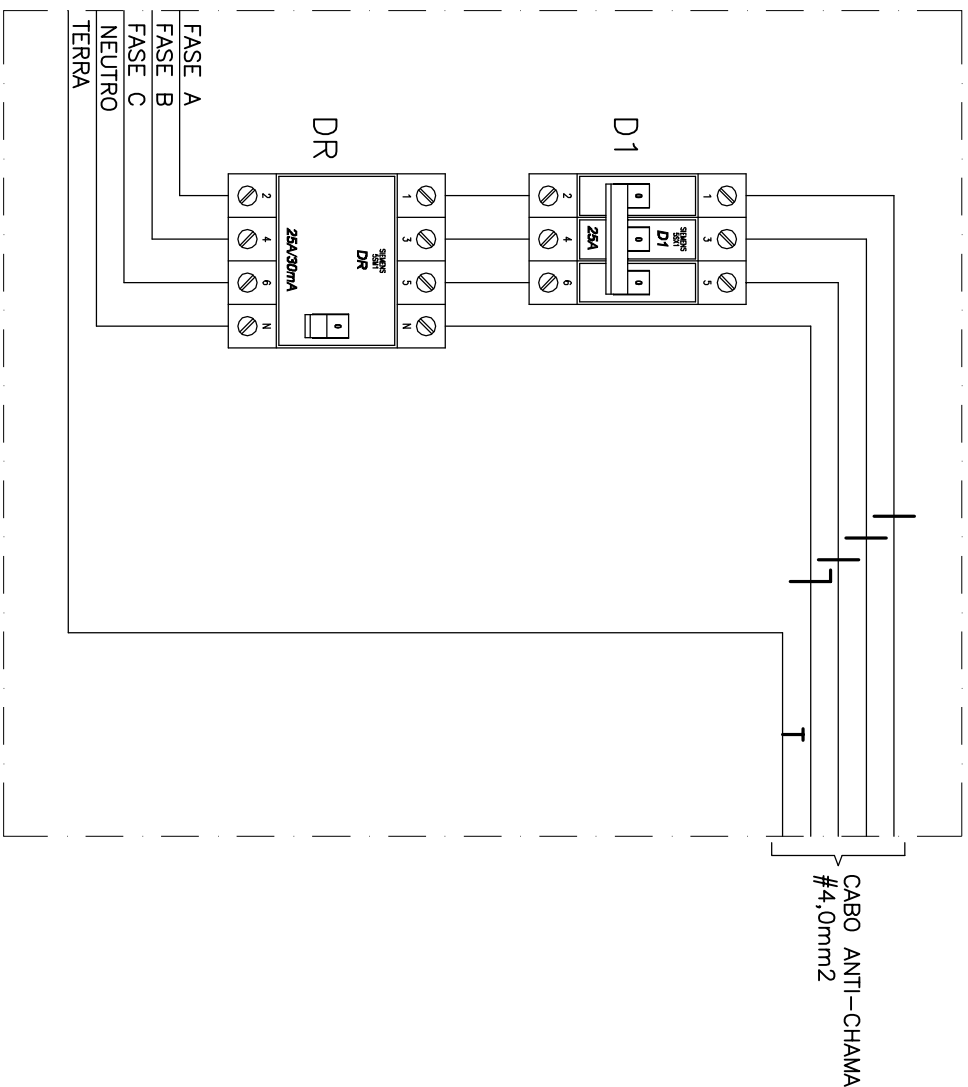 CABO ANTI-CHAMA
#4,0mm2
1 3 5
SIEMENS
5SX1
D1
0 0 0
D1
25A
2 4 6
1 3 5 N
SIEMENS
5SM1
DR
DR
0
25A/30mA
2 4 6 N
FASE A
FASE B
FASE C
NEUTRO
TERRA